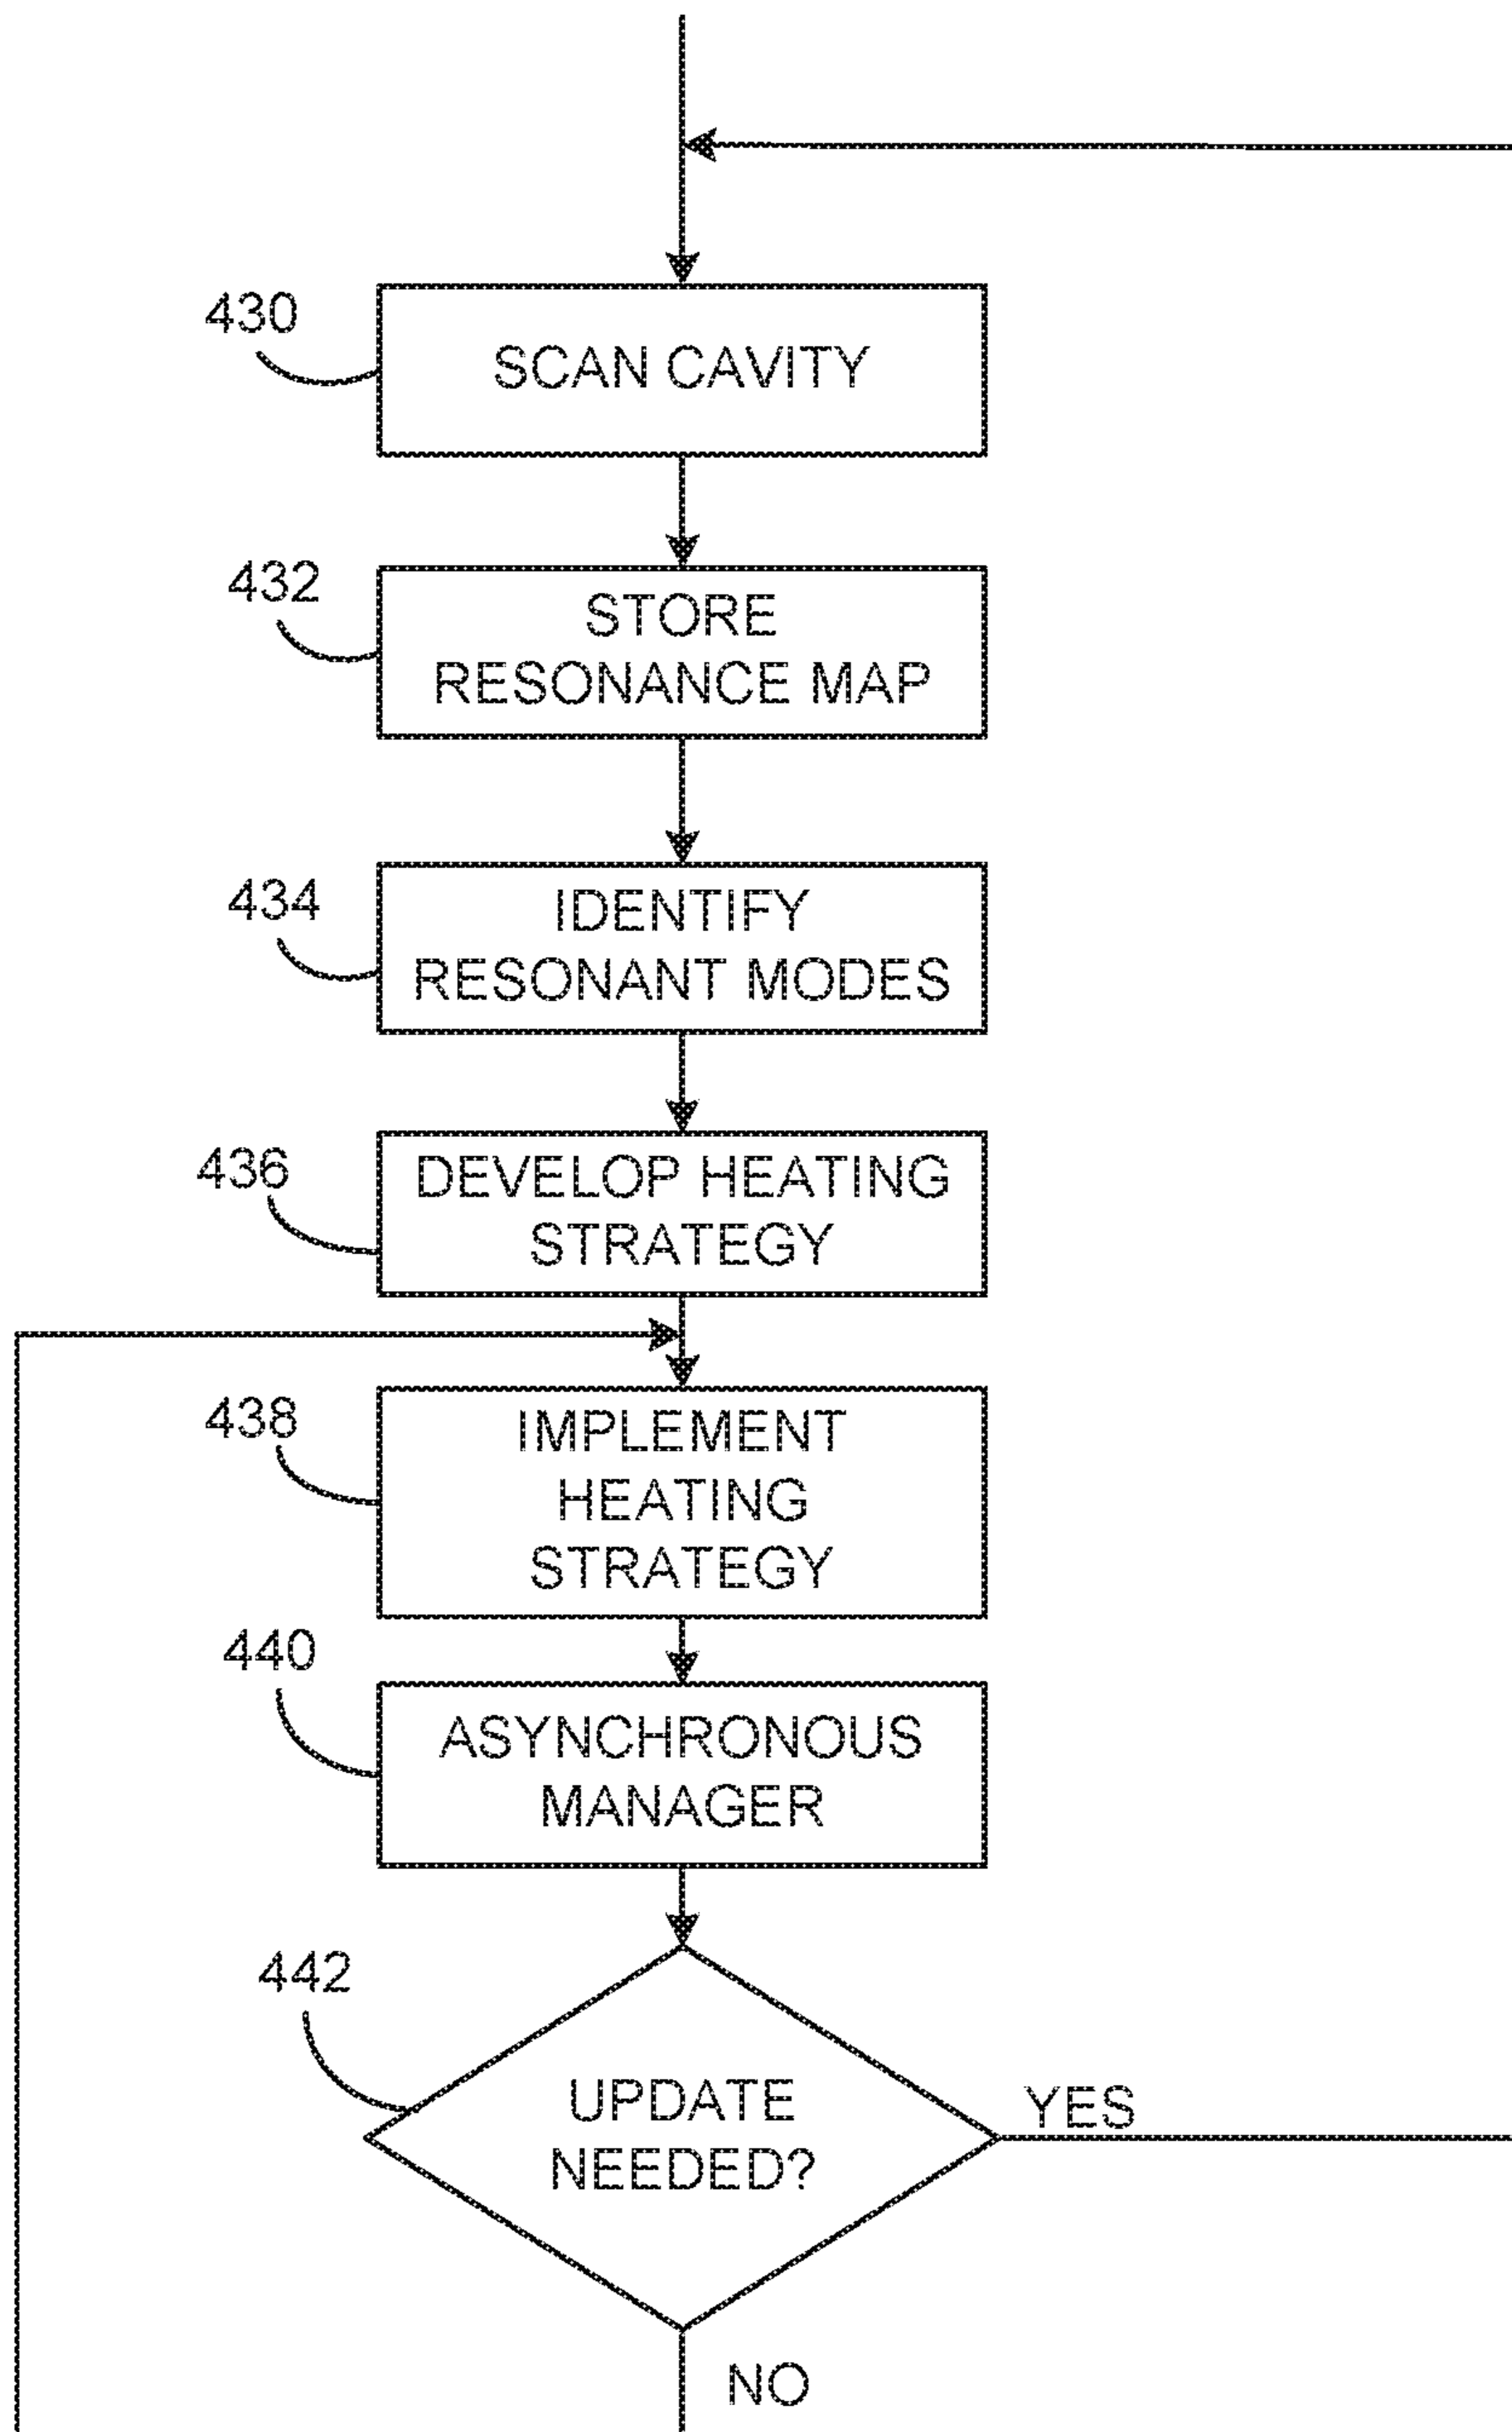 430
SCAN CAVITY
432
STORE
RESONANCE MAP
434
IDENTIFY
RESONANT MODES
436
DEVELOP HEATING
STRATEGY
438
IMPLEMENT
HEATING
STRATEGY
440
ASYNCHRONOUS
MANAGER
442
UPDATE
NEEDED?
YES
NO